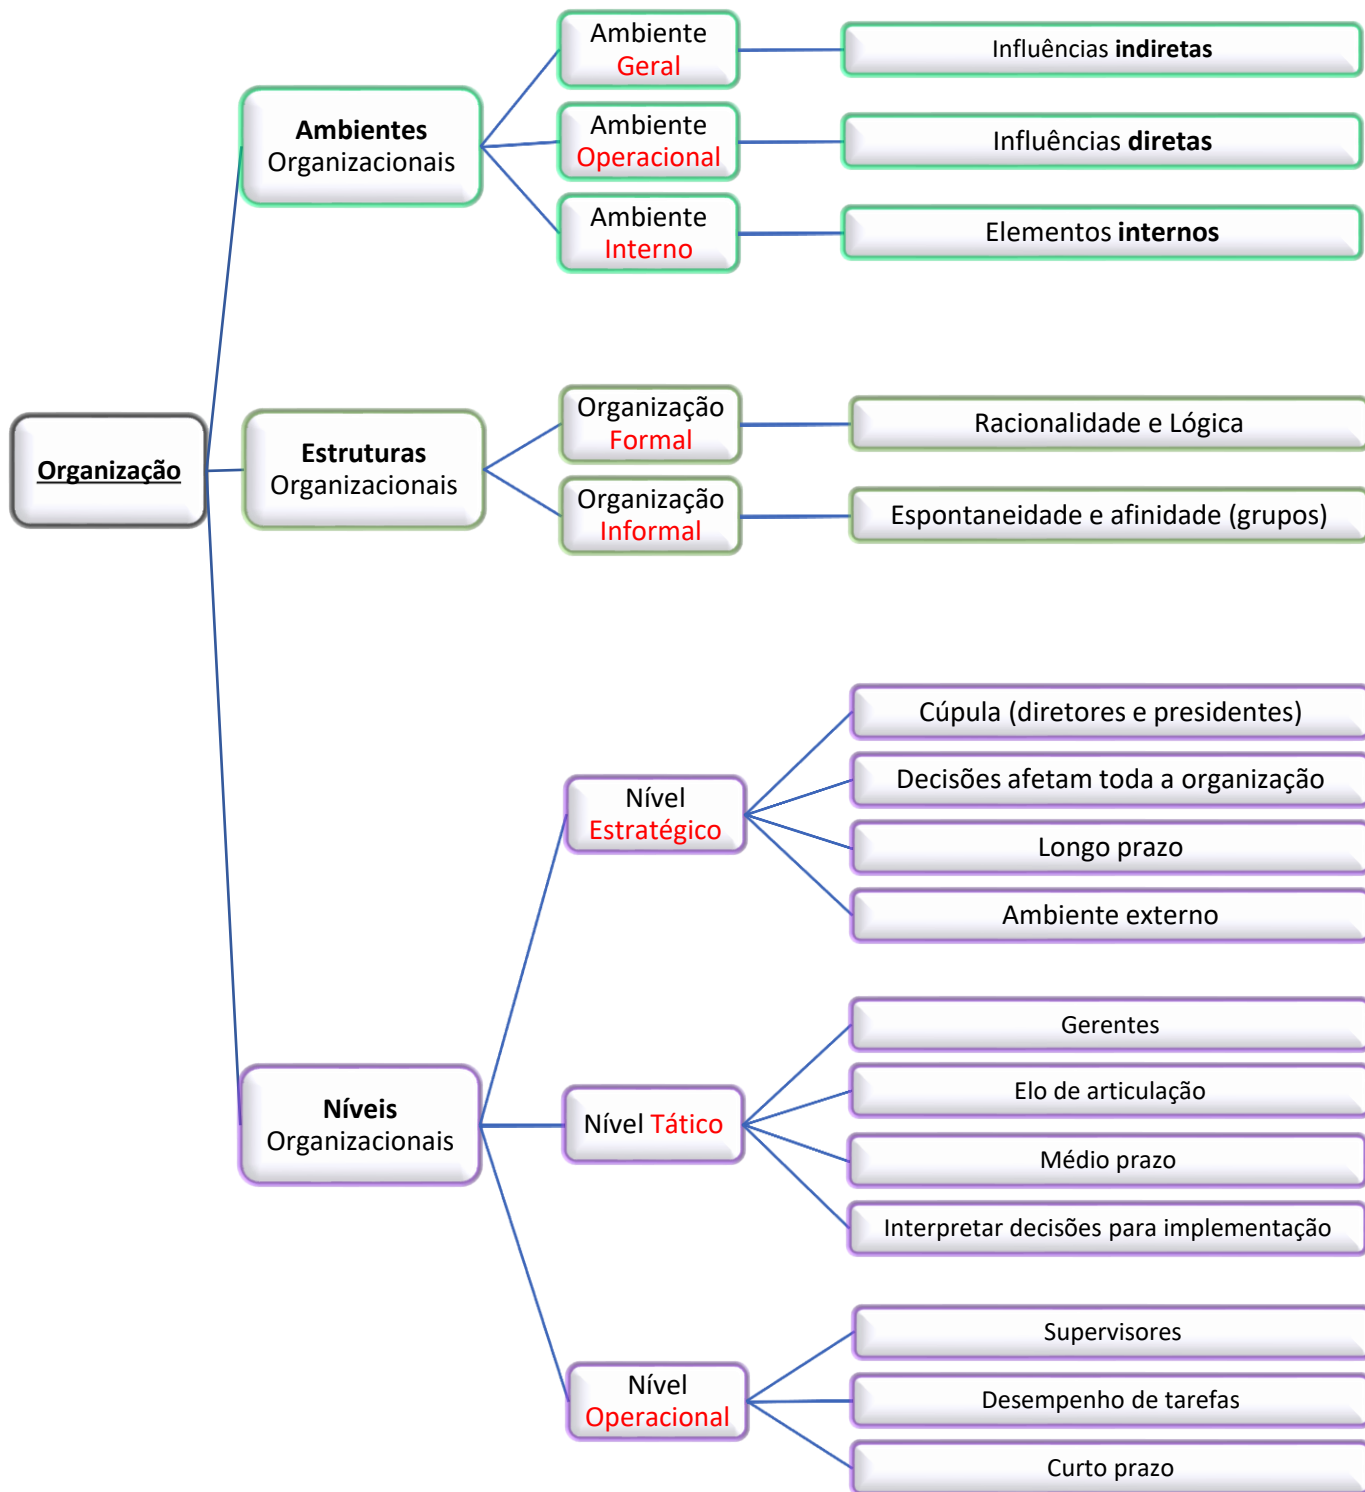 Organização
Ambientes
Organizacionais
Ambiente
Geral
Influências indiretas
Ambiente
Operacional
Influências diretas
Ambiente
Interno
Elementos internos
Estruturas
Organizacionais
Organização
Formal
Racionalidade e Lógica
Organização
Informal
Espontaneidade e afinidade (grupos)
Níveis
Organizacionais
Nível
Estratégico
Cúpula (diretores e presidentes)
Decisões afetam toda a organização
Longo prazo
Ambiente externo
Nível Tático
Gerentes
Elo de articulação
Médio prazo
Interpretar decisões para implementação
Nível
Operacional
Supervisores
Desempenho de tarefas
Curto prazo